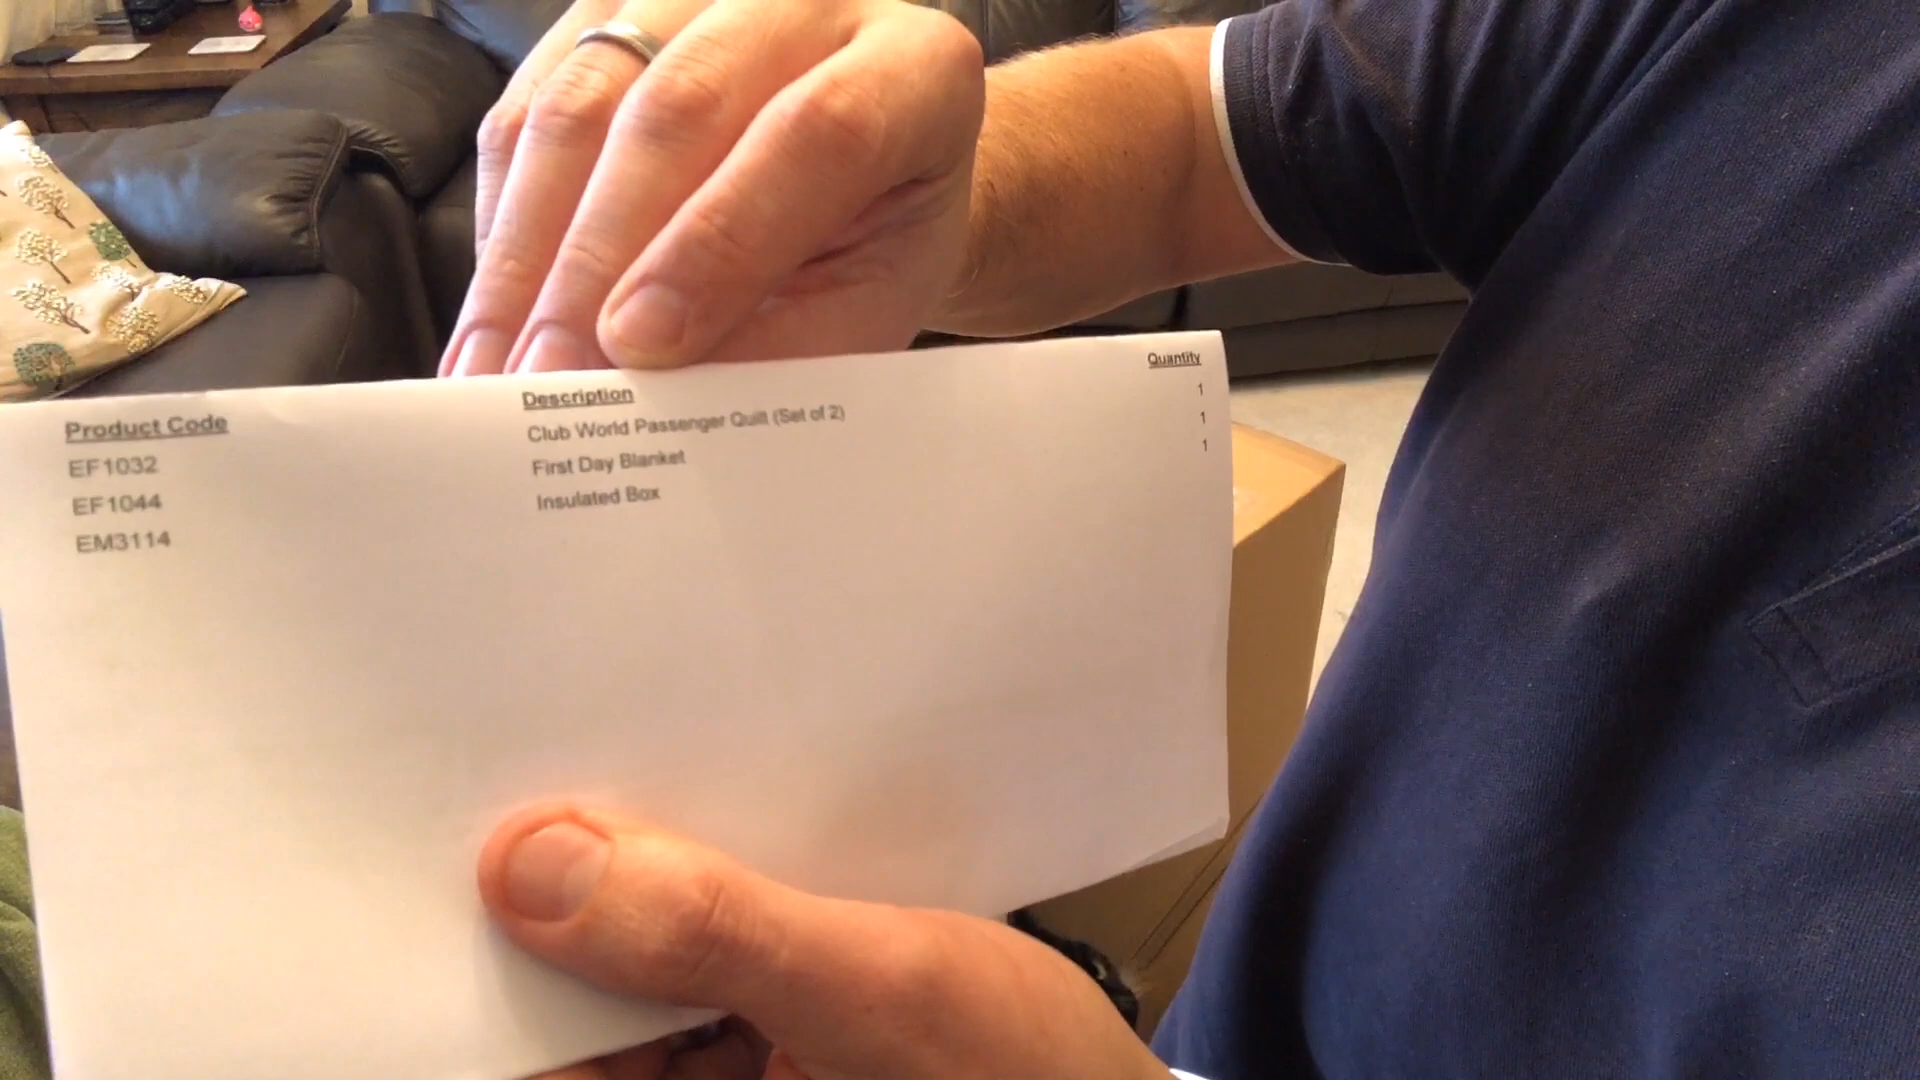 Product Code Description Quantity
EF1032 Club World Passenger Quilt (Set of 2) 1
EF1044 First Day Blanket 1
EM3114 Insulated Box 1